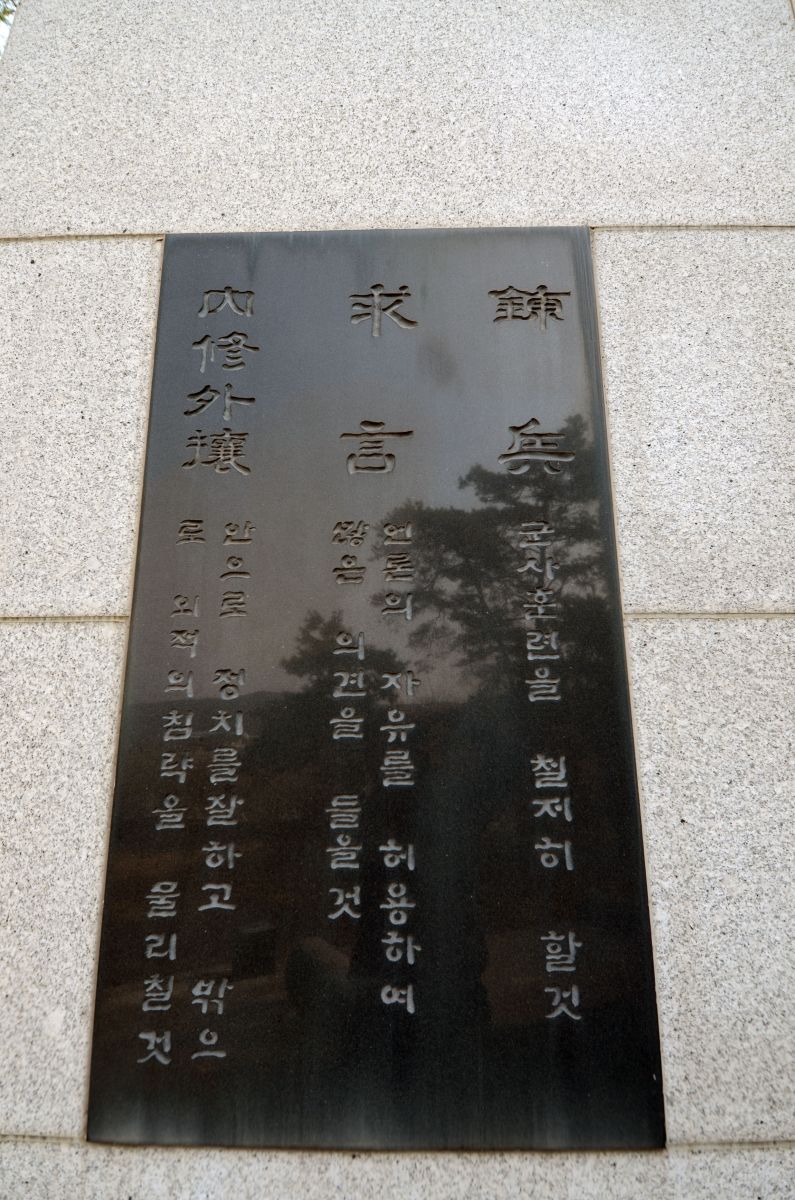 鍊兵
군사훈련을 철저히 할것
求言
언론의 자유를 허용하여
많은 의견을 들을것
內修外攘
안으로 정치를잘하고 밖으
로 외적의침략을 물리칠것